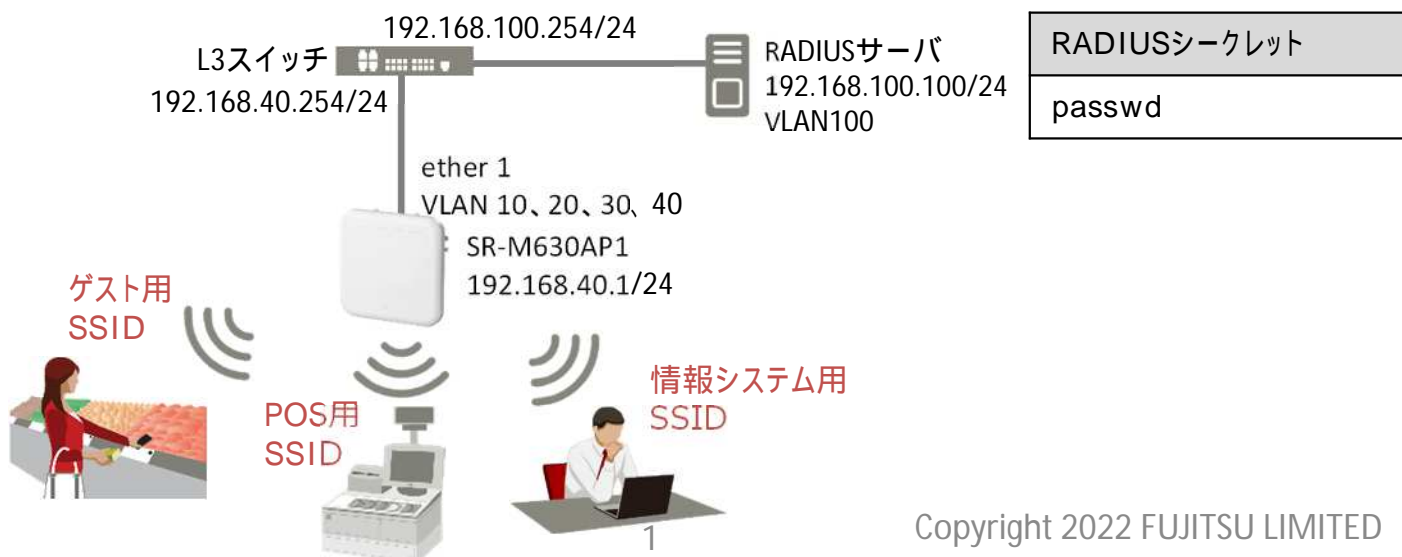 192.168.100.254/24
L3スイッチ
192.168.40.254/24
RADIUSサーバ
192.168.100.100/24
VLAN100
RADIUSシークレット
passwd
ether 1
VLAN 10、20、30、40
SR-M630AP1
192.168.40.1/24
ゲスト用
SSID
POS用
SSID
情報システム用
SSID
1
Copyright 2022 FUJITSU LIMITED